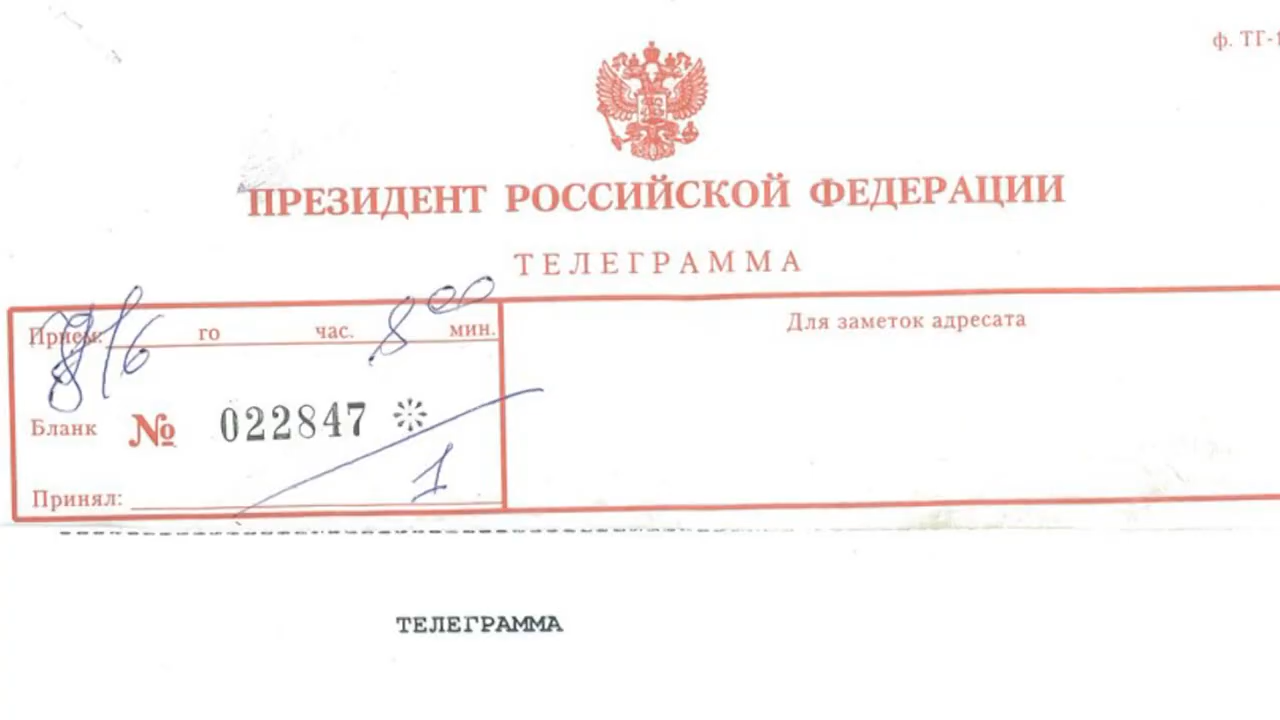 ф. ТГ-1
ПРЕЗИДЕНТ РОССИЙСКОЙ ФЕДЕРАЦИИ
ТЕЛЕГРАММА
Прием: 8/6 го час. 8 00 мин.
Для заметок адресата
Бланк № 022847
Принял: 1
ТЕЛЕГРАММА